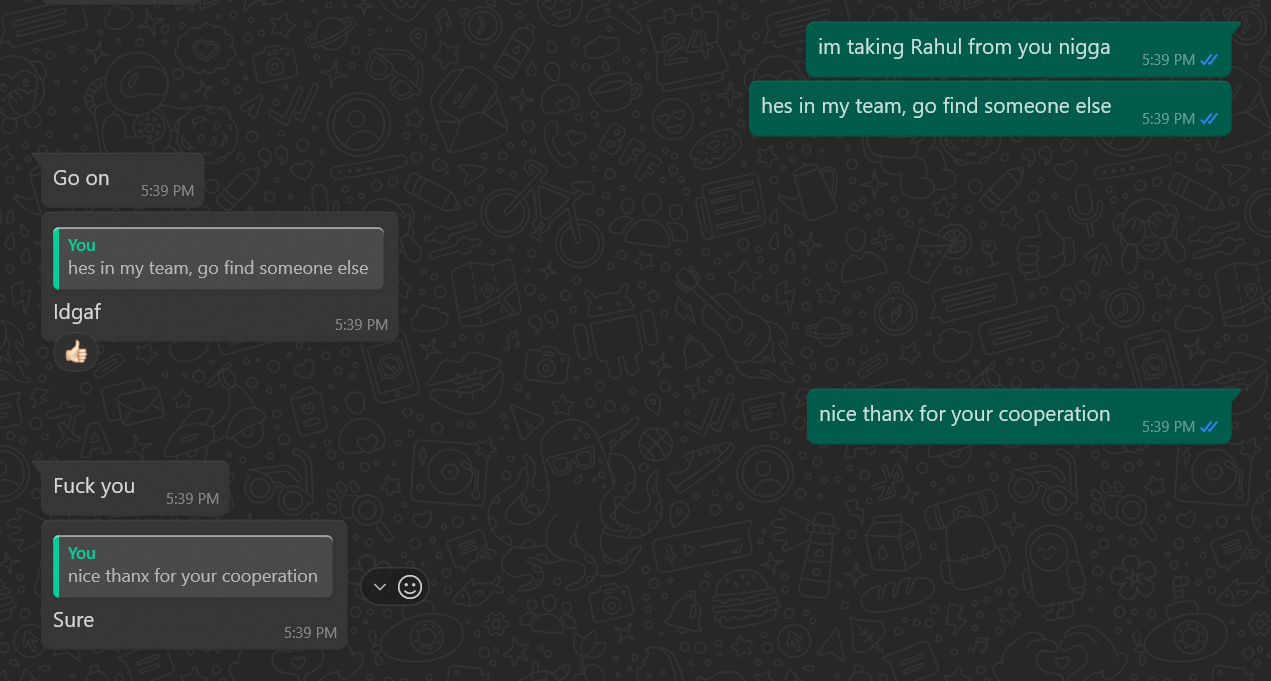 im taking Rahul from you nigga
5:39 PM
hes in my team, go find someone else
5:39 PM
Go on
5:39 PM
You
hes in my team, go find someone else
Idgaf
5:39 PM
nice thanx for your cooperation
5:39 PM
Fuck you
5:39 PM
You
nice thanx for your cooperation
Sure
5:39 PM